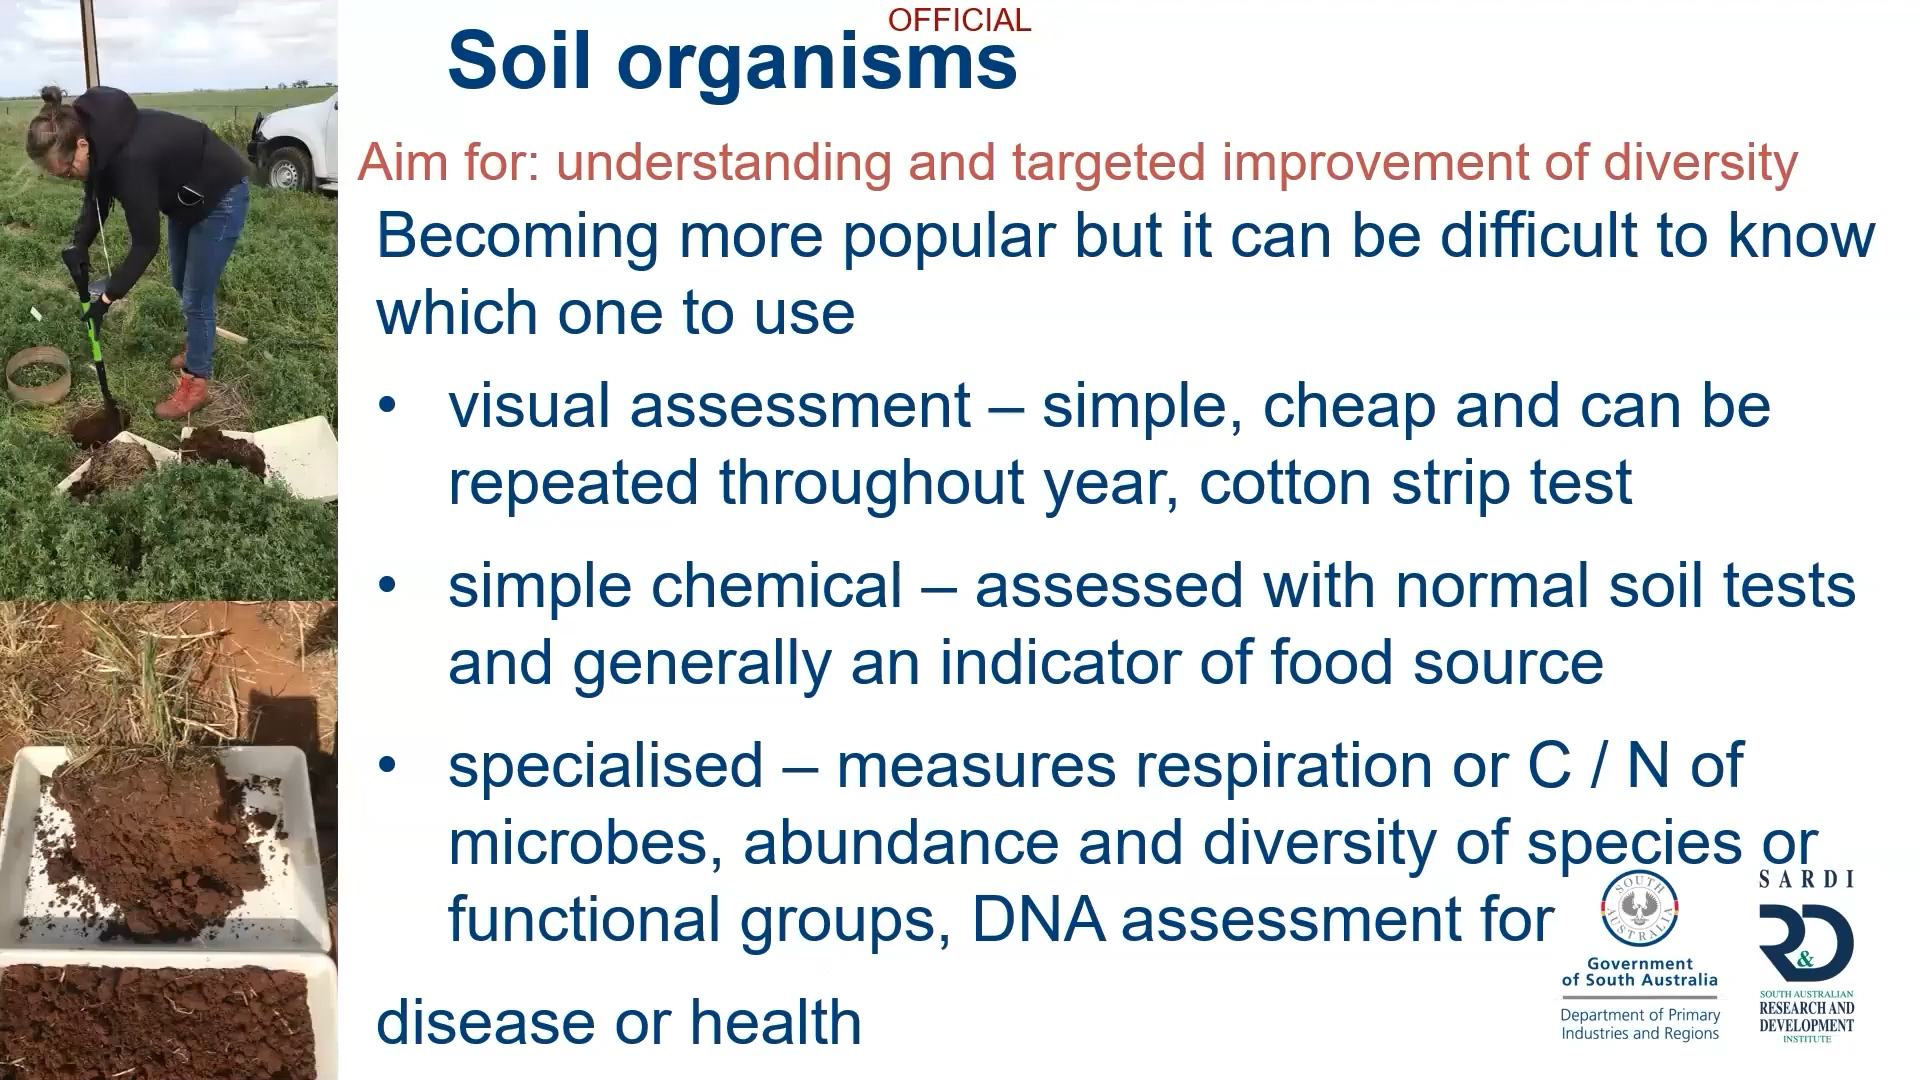 OFFICIAL
Soil organisms
Aim for: understanding and targeted improvement of diversity
Becoming more popular but it can be difficult to know
which one to use
• visual assessment – simple, cheap and can be
repeated throughout year, cotton strip test
• simple chemical – assessed with normal soil tests
and generally an indicator of food source
• specialised – measures respiration or C / N of
microbes, abundance and diversity of species or
functional groups, DNA assessment for
disease or health
SOUTH AUSTRALIA
Government
of South Australia
Department of Primary
Industries and Regions
SARDI
R&D
SOUTH AUSTRALIAN
RESEARCH AND
DEVELOPMENT
INSTITUTE